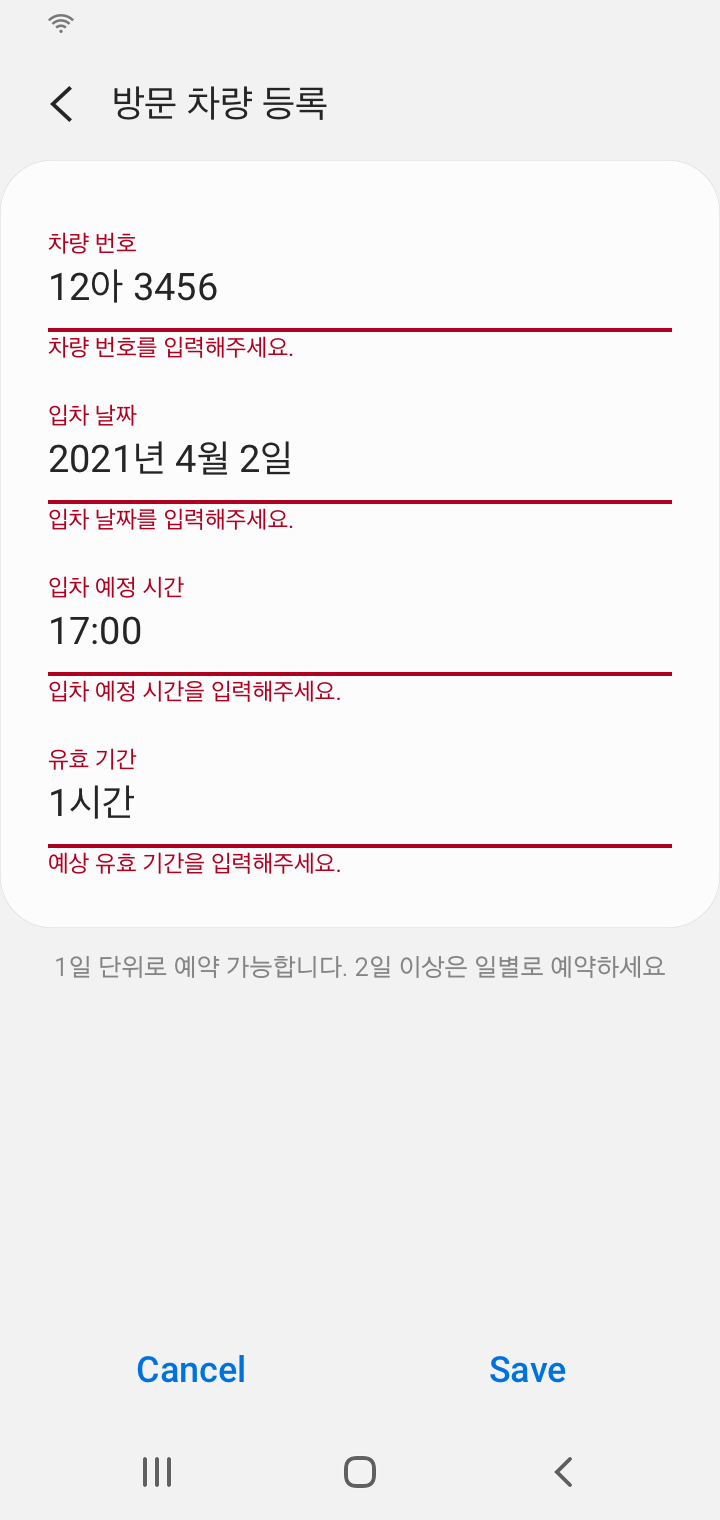 방문 차량 등록
차량 번호
12아 3456
차량 번호를 입력해주세요.
입차 날짜
2021년 4월 2일
입차 날짜를 입력해주세요.
입차 예정 시간
17:00
입차 예정 시간을 입력해주세요.
유효 기간
1시간
예상 유효 기간을 입력해주세요.
1일 단위로 예약 가능합니다. 2일 이상은 일별로 예약하세요
Cancel Save